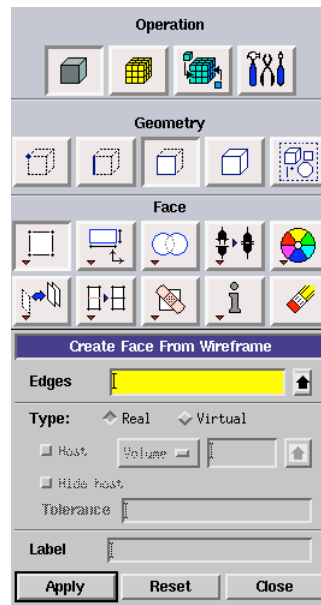 Operation
Geometry
Face
Create Face From Wireframe
Edges
Type: Real Virtual
Host Volume
Hide host
Tolerance
Label
Apply Reset Close